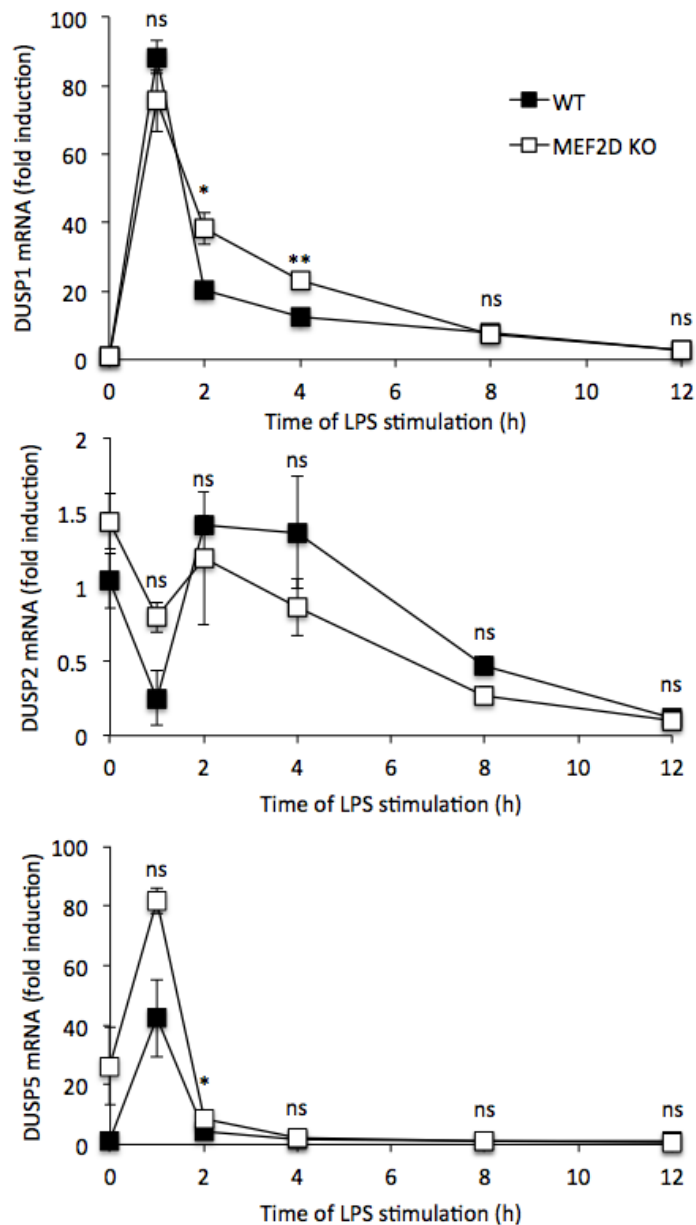 ns
100
80
60
40
20
0
DUSP1 mRNA (fold induction)
WT
MEF2D KO
*
**
ns
ns
0 2 4 6 8 10 12
Time of LPS stimulation (h)
2
1.5
1
0.5
0
DUSP2 mRNA (fold induction)
ns
ns
ns
ns
ns
0 2 4 6 8 10 12
Time of LPS stimulation (h)
100
80
60
40
20
0
DUSP5 mRNA (fold induction)
ns
*
ns
ns
ns
0 2 4 6 8 10 12
Time of LPS stimulation (h)